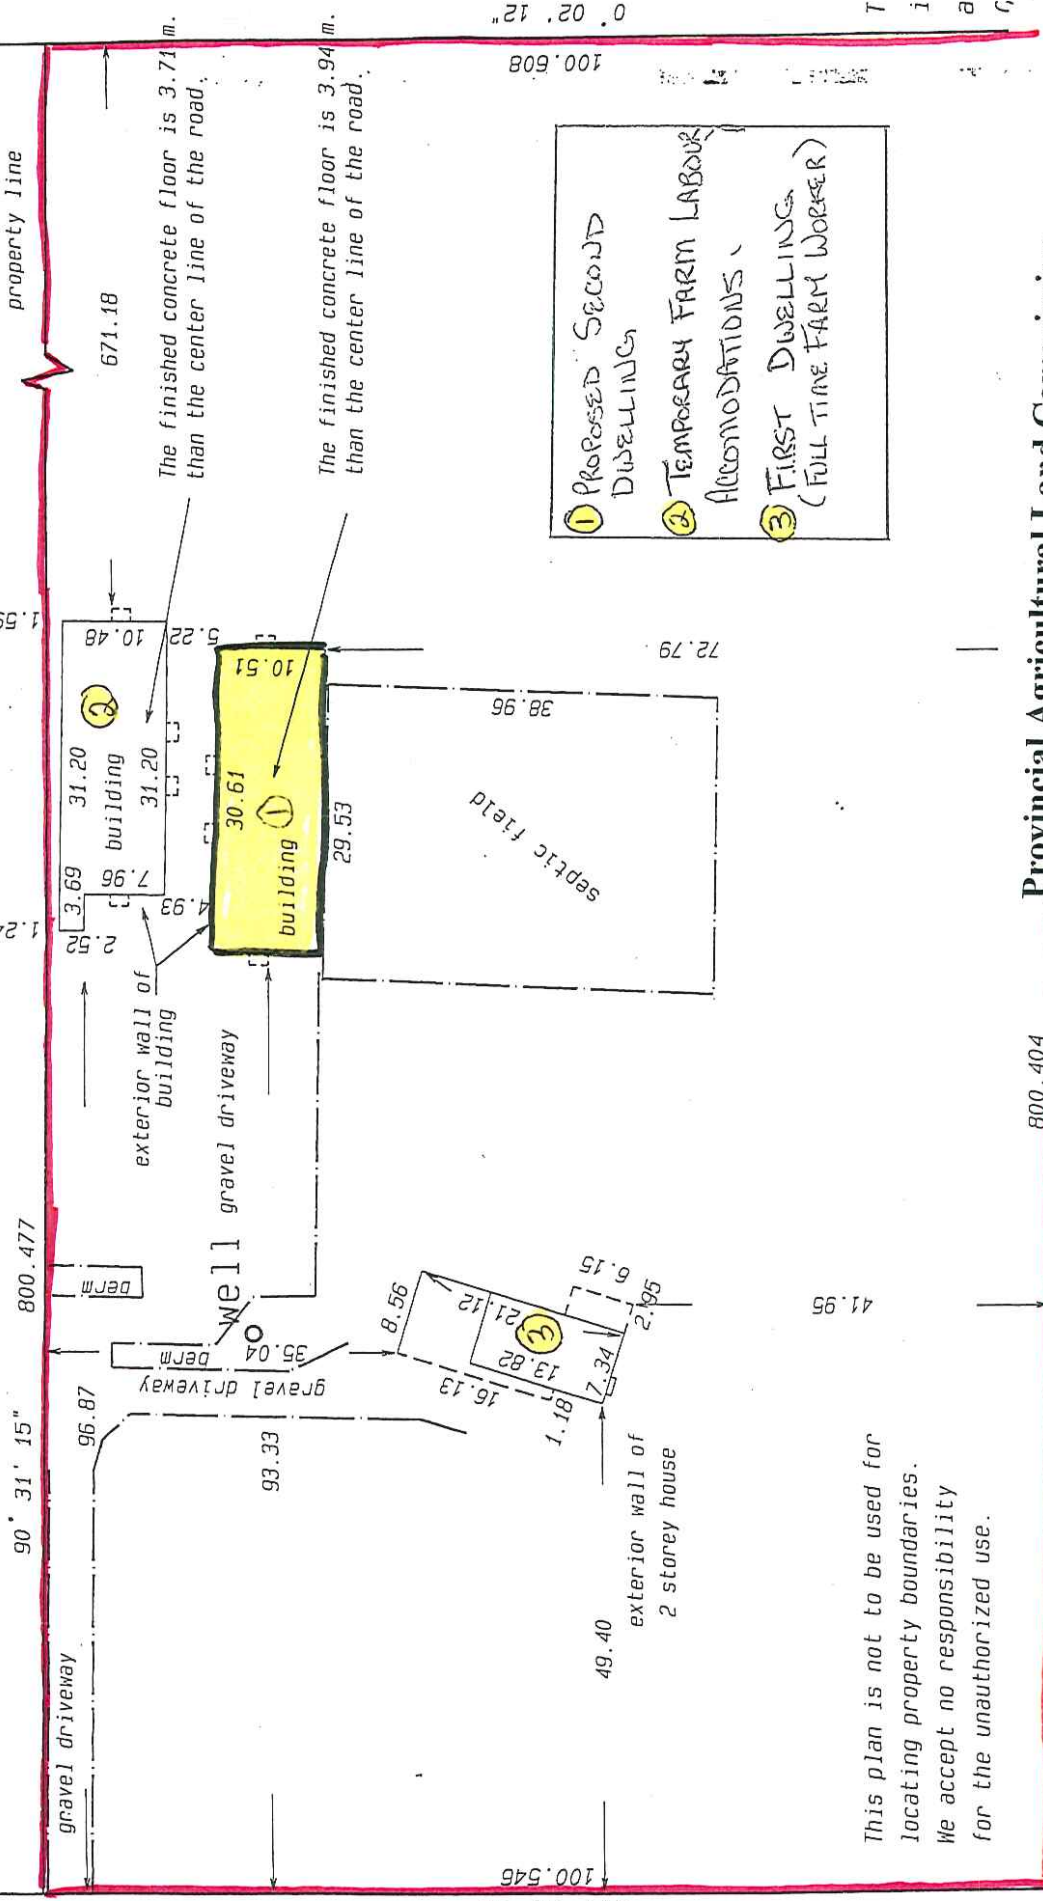 90° 31' 15"
800.477
property line
gravel driveway
96.87
93.33
gravel driveway
berm
35.04
berm
well
gravel driveway
exterior wall of
building
1.24
1.59
2.52
3.69
7.96
31.20
building
31.20
②
10.48
671.18
The finished concrete floor is 3.71 m.
than the center line of the road.
4.93
5.22
30.61
building ①
10.51
29.53
The finished concrete floor is 3.94 m.
than the center line of the road.
septic field
38.96
72.79
① PROPOSED SECOND
DWELLING
② TEMPORARY FARM LABOUR
ACCOMODATIONS.
③ FIRST DWELLING
(FULL TIME FARM WORKER)
8.56
21.12
16.13
13.82
③
7.34
1.18
6.15
2.95
41.95
49.40
exterior wall of
2 storey house
100.546
100.608
0° 02' 12"
This plan is not to be used for
locating property boundaries.
We accept no responsibility
for the unauthorized use.
800.404
Provincial Agricultural Land Commission